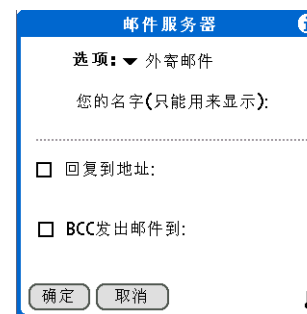 邮件服务器
选项: 外寄邮件
您的名字(只能用来显示):
回复到地址:
BCC发出邮件到:
确定 取消